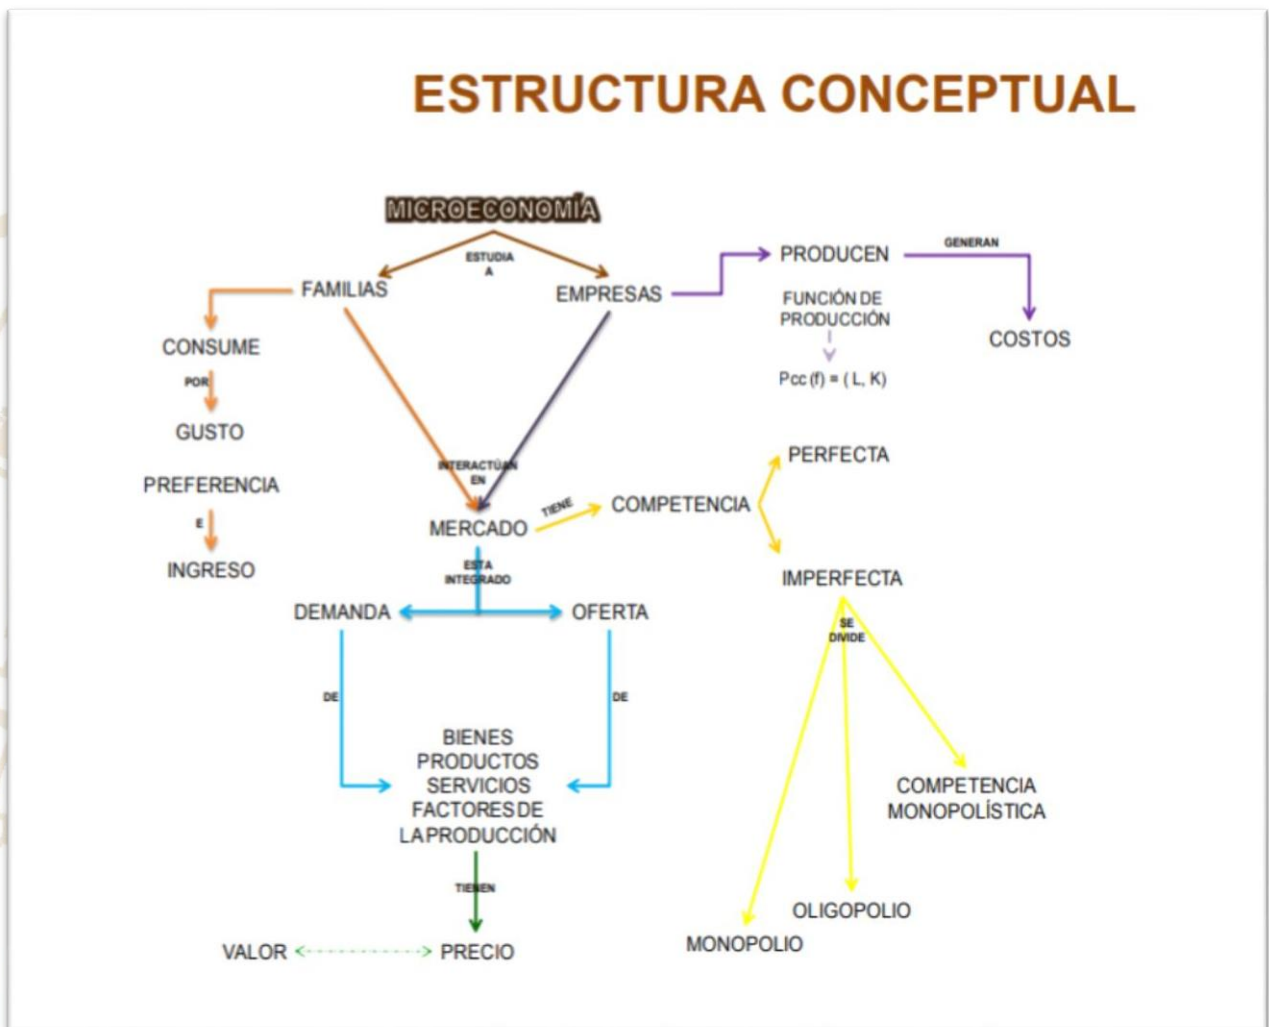 ESTRUCTURA CONCEPTUAL
MICROECONOMÍA
ESTUDIA
A
FAMILIAS
EMPRESAS
PRODUCEN
GENERAN
COSTOS
FUNCIÓN DE
PRODUCCIÓN
Pcc (f) = ( L, K)
CONSUME
POR
GUSTO
PREFERENCIA
E
INGRESO
INTERACTÚAN
EN
MERCADO
TIENE
COMPETENCIA
PERFECTA
IMPERFECTA
SE
DIVIDE
MONOPOLIO
OLIGOPOLIO
COMPETENCIA
MONOPOLÍSTICA
ESTA
INTEGRADO
DEMANDA
OFERTA
DE
DE
BIENES
PRODUCTOS
SERVICIOS
FACTORES DE
LA PRODUCCIÓN
TIENEN
VALOR
PRECIO